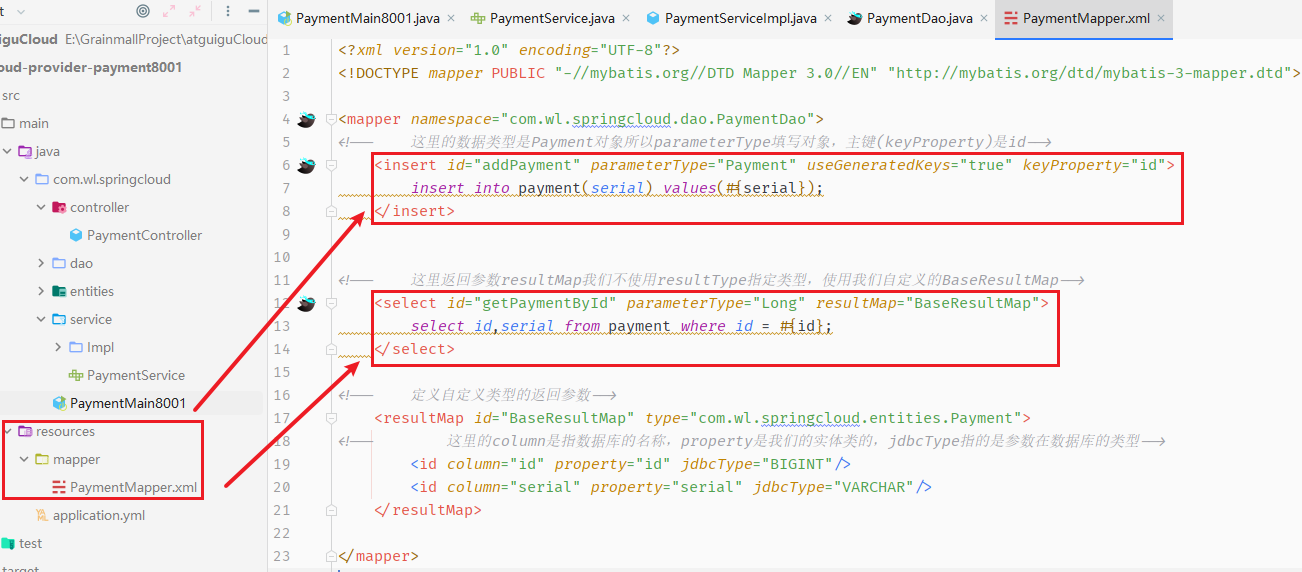 t
PaymentMain8001.java × PaymentService.java × PaymentServiceImpl.java × PaymentDao.java × PaymentMapper.xml ×
iguCloud E:\GrainmallProject\atguiguCloud
oud-provider-payment8001
src
main
java
com.wl.springcloud
controller
PaymentController
dao
entities
service
Impl
PaymentService
PaymentMain8001
resources
mapper
PaymentMapper.xml
application.yml
test
target
1 <?xml version="1.0" encoding="UTF-8"?>
2 <!DOCTYPE mapper PUBLIC "-//mybatis.org//DTD Mapper 3.0//EN" "http://mybatis.org/dtd/mybatis-3-mapper.dtd">
3
4 <mapper namespace="com.wl.springcloud.dao.PaymentDao">
5 <!-- 这里的数据类型是Payment对象所以parameterType填写对象，主键(keyProperty)是id-->
6 <insert id="addPayment" parameterType="Payment" useGeneratedKeys="true" keyProperty="id">
7 insert into payment(serial) values(#{serial});
8 </insert>
9
10
11 <!-- 这里返回参数resultMap我们不使用resultType指定类型，使用我们自定义的BaseResultMap-->
12 <select id="getPaymentById" parameterType="Long" resultMap="BaseResultMap">
13 select id,serial from payment where id = #{id};
14 </select>
15
16 <!-- 定义自定义类型的返回参数-->
17 <resultMap id="BaseResultMap" type="com.wl.springcloud.entities.Payment">
18 <!-- 这里的column是指数据库的名称，property是我们的实体类的，jdbcType指的是参数在数据库的类型-->
19 <id column="id" property="id" jdbcType="BIGINT"/>
20 <id column="serial" property="serial" jdbcType="VARCHAR"/>
21 </resultMap>
22
23 </mapper>